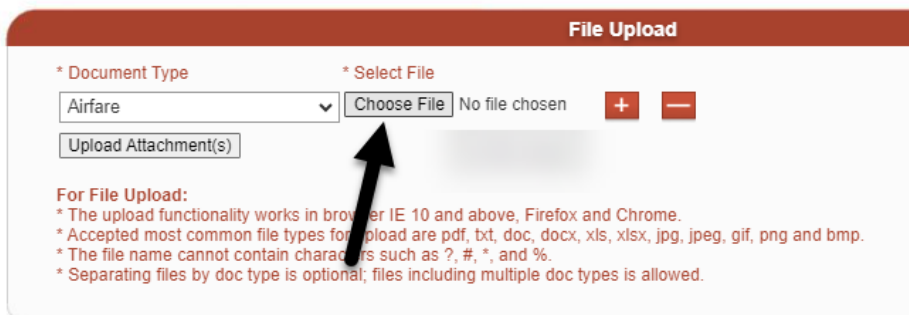 File Upload
* Document Type * Select File
Airfare Choose File No file chosen + —
Upload Attachment(s)
For File Upload:
* The upload functionality works in browser IE 10 and above, Firefox and Chrome.
* Accepted most common file types for upload are pdf, txt, doc, docx, xls, xlsx, jpg, jpeg, gif, png and bmp.
* The file name cannot contain characters such as ?, #, *, and %.
* Separating files by doc type is optional; files including multiple doc types is allowed.